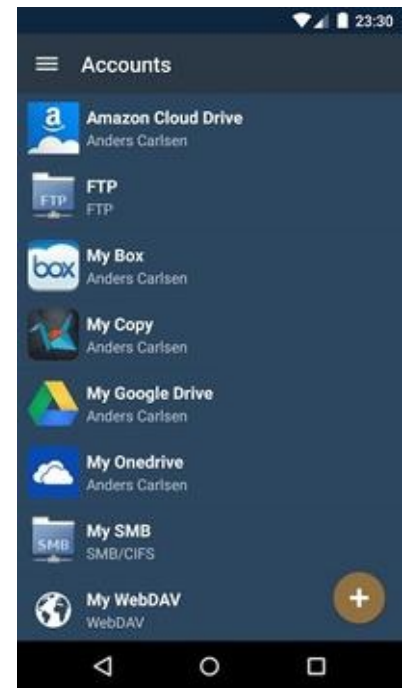 23:30
Accounts
Amazon Cloud Drive
Anders Carlsen
FTP
FTP
FTP
My Box
box
Anders Carlsen
My Copy
Anders Carlsen
My Google Drive
Anders Carlsen
My Onedrive
Anders Carlsen
My SMB
SMB
SMB/CIFS
My WebDAV
WebDAV